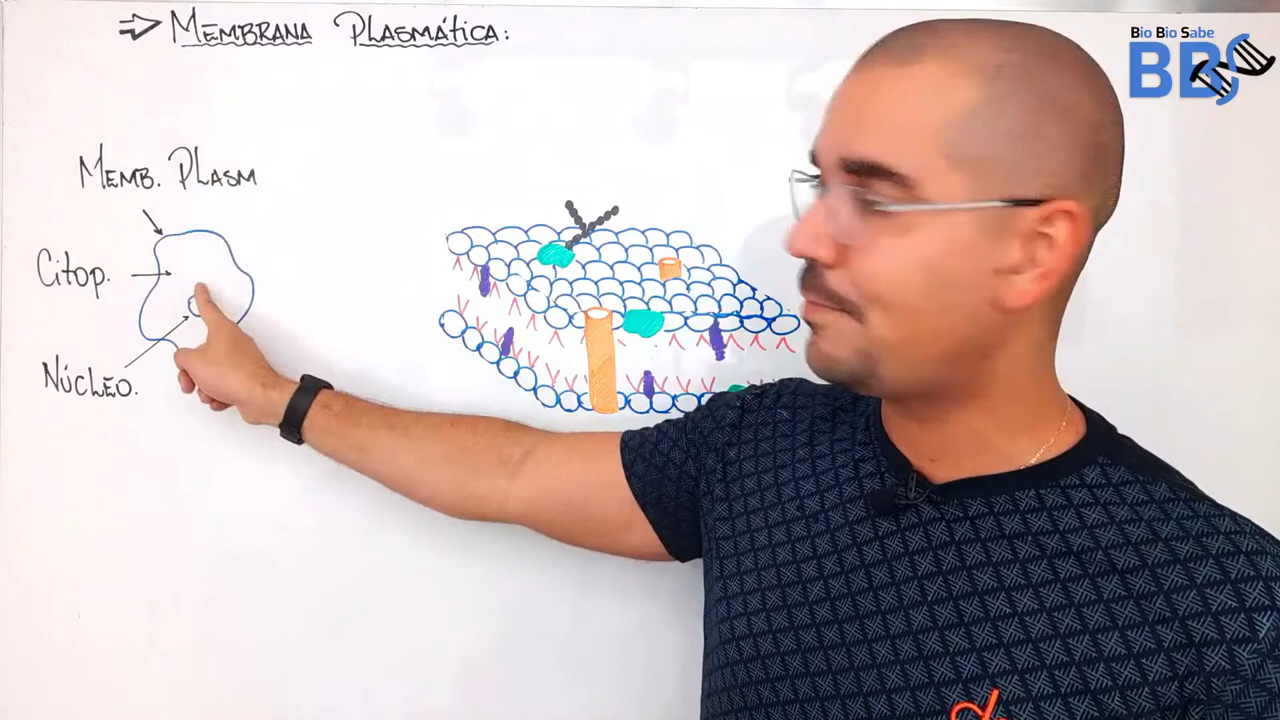 ⇒ Membrana Plasmática:
Memb. Plasm
Citop.
Núcleo.
Bio Bio Sabe
BBS